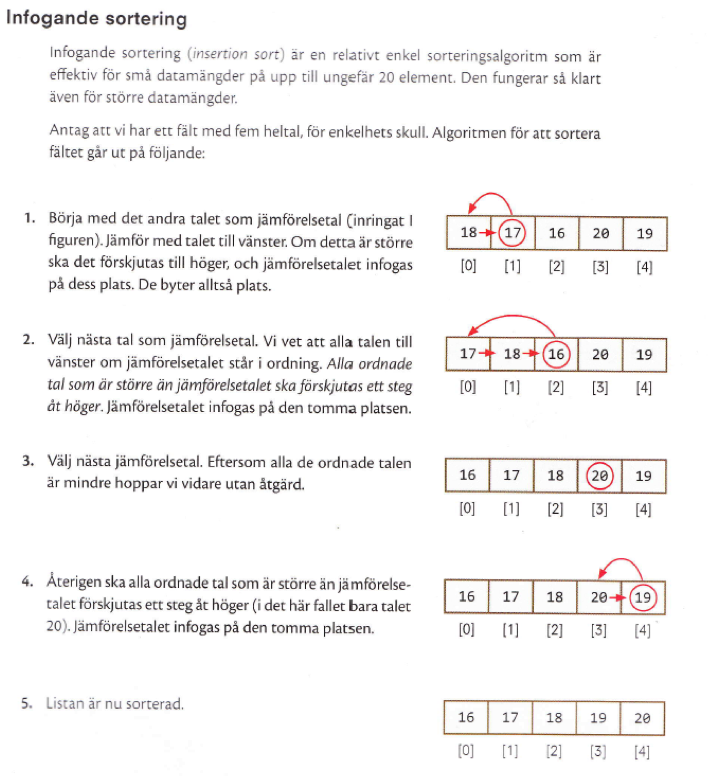 Infogande sortering
Infogande sortering (insertion sort) är en relativt enkel sorteringsalgoritm som är
effektiv för små datamängder på upp till ungefär 20 element. Den fungerar så klart
även för större datamängder.
Antag att vi har ett fält med fem heltal, för enkelhets skull. Algoritmen för att sortera
fältet går ut på följande:
1. Börja med det andra talet som jämförelsetal (inringat I
figuren). Jämför med talet till vänster. Om detta är större
ska det förskjutas till höger, och jämförelsetalet infogas
på dess plats. De byter alltså plats.
18 17 16 20 19
[0] [1] [2] [3] [4]
2. Välj nästa tal som jämförelsetal. Vi vet att alla talen till
vänster om jämförelsetalet står i ordning. Alla ordnade
tal som är större än jämförelsetalet ska förskjutas ett steg
åt höger. Jämförelsetalet infogas på den tomma platsen.
17 18 16 20 19
[0] [1] [2] [3] [4]
3. Välj nästa jämförelsetal. Eftersom alla de ordnade talen
är mindre hoppar vi vidare utan åtgärd.
16 17 18 20 19
[0] [1] [2] [3] [4]
4. Återigen ska alla ordnade tal som är större än jämförelse-
talet förskjutas ett steg åt höger (i det här fallet bara talet
20). Jämförelsetalet infogas på den tomma platsen.
16 17 18 20 19
[0] [1] [2] [3] [4]
5. Listan är nu sorterad.
16 17 18 19 20
[0] [1] [2] [3] [4]